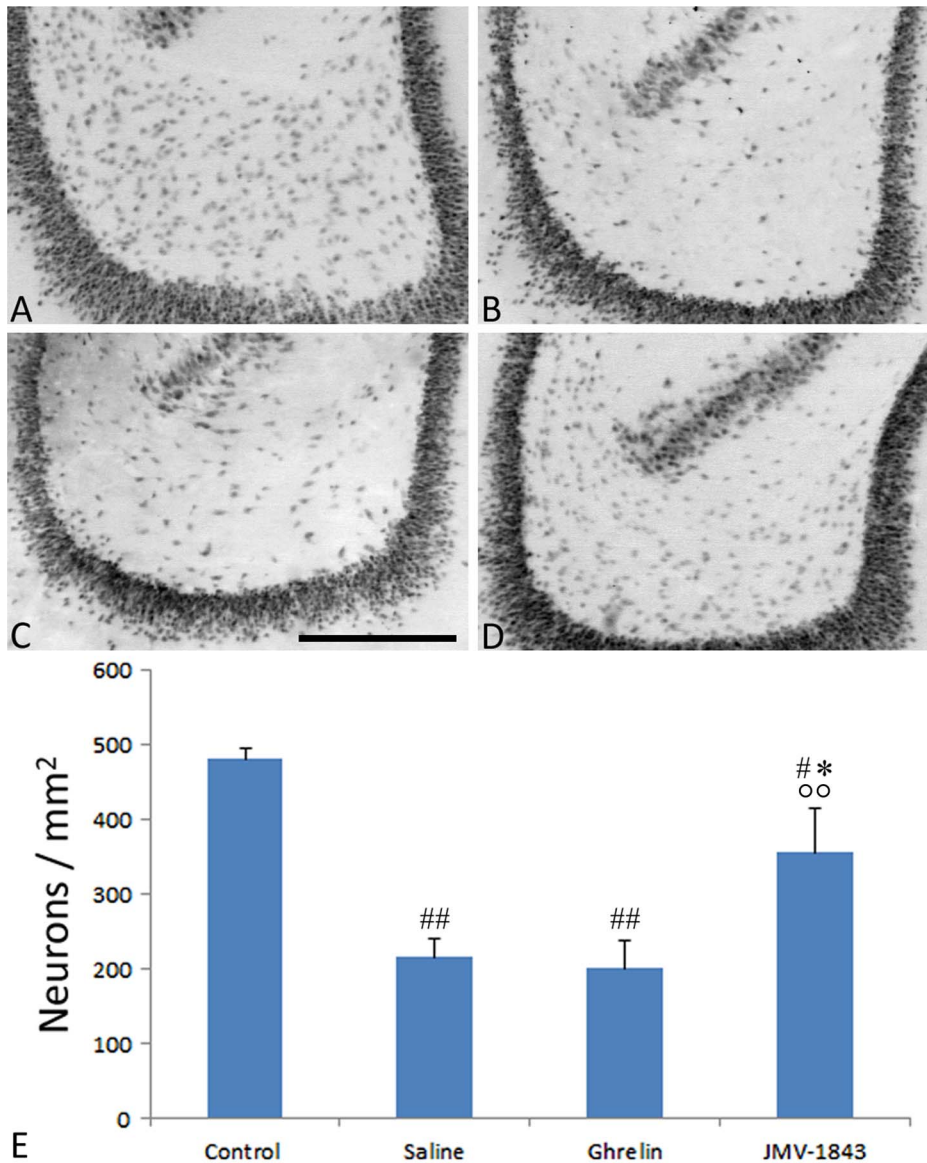 A
B
C
D
600
500
400
300
200
100
0
Neurons / mm²
##
##
#*
°°
Control
Saline
Ghrelin
JMV-1843
E